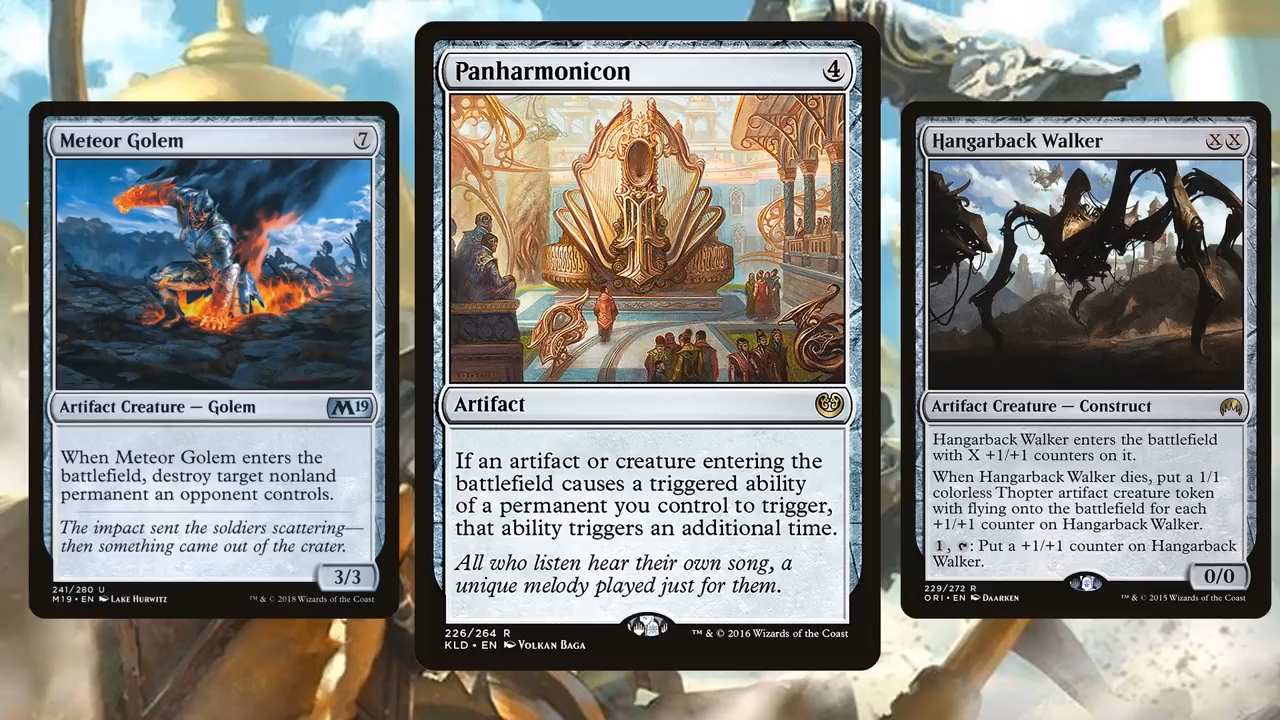 Meteor Golem 7
Artifact Creature — Golem M19
When Meteor Golem enters the
battlefield, destroy target nonland
permanent an opponent controls.
The impact sent the soldiers scattering—
then something came out of the crater.
3/3
241/280 U
M19 • EN Lake Hurwitz
™ & © 2018 Wizards of the Coast
Panharmonicon 4
Artifact
If an artifact or creature entering the
battlefield causes a triggered ability
of a permanent you control to trigger,
that ability triggers an additional time.
All who listen hear their own song, a
unique melody played just for them.
226/264 R
KLD • EN Volkan Baga
™ & © 2016 Wizards of the Coast
Hangarback Walker X X
Artifact Creature — Construct
Hangarback Walker enters the battlefield
with X +1/+1 counters on it.
When Hangarback Walker dies, put a 1/1
colorless Thopter artifact creature token
with flying onto the battlefield for each
+1/+1 counter on Hangarback Walker.
1, : Put a +1/+1 counter on Hangarback
Walker.
0/0
229/272 R
ORI • EN Daarken
™ & © 2015 Wizards of the Coast